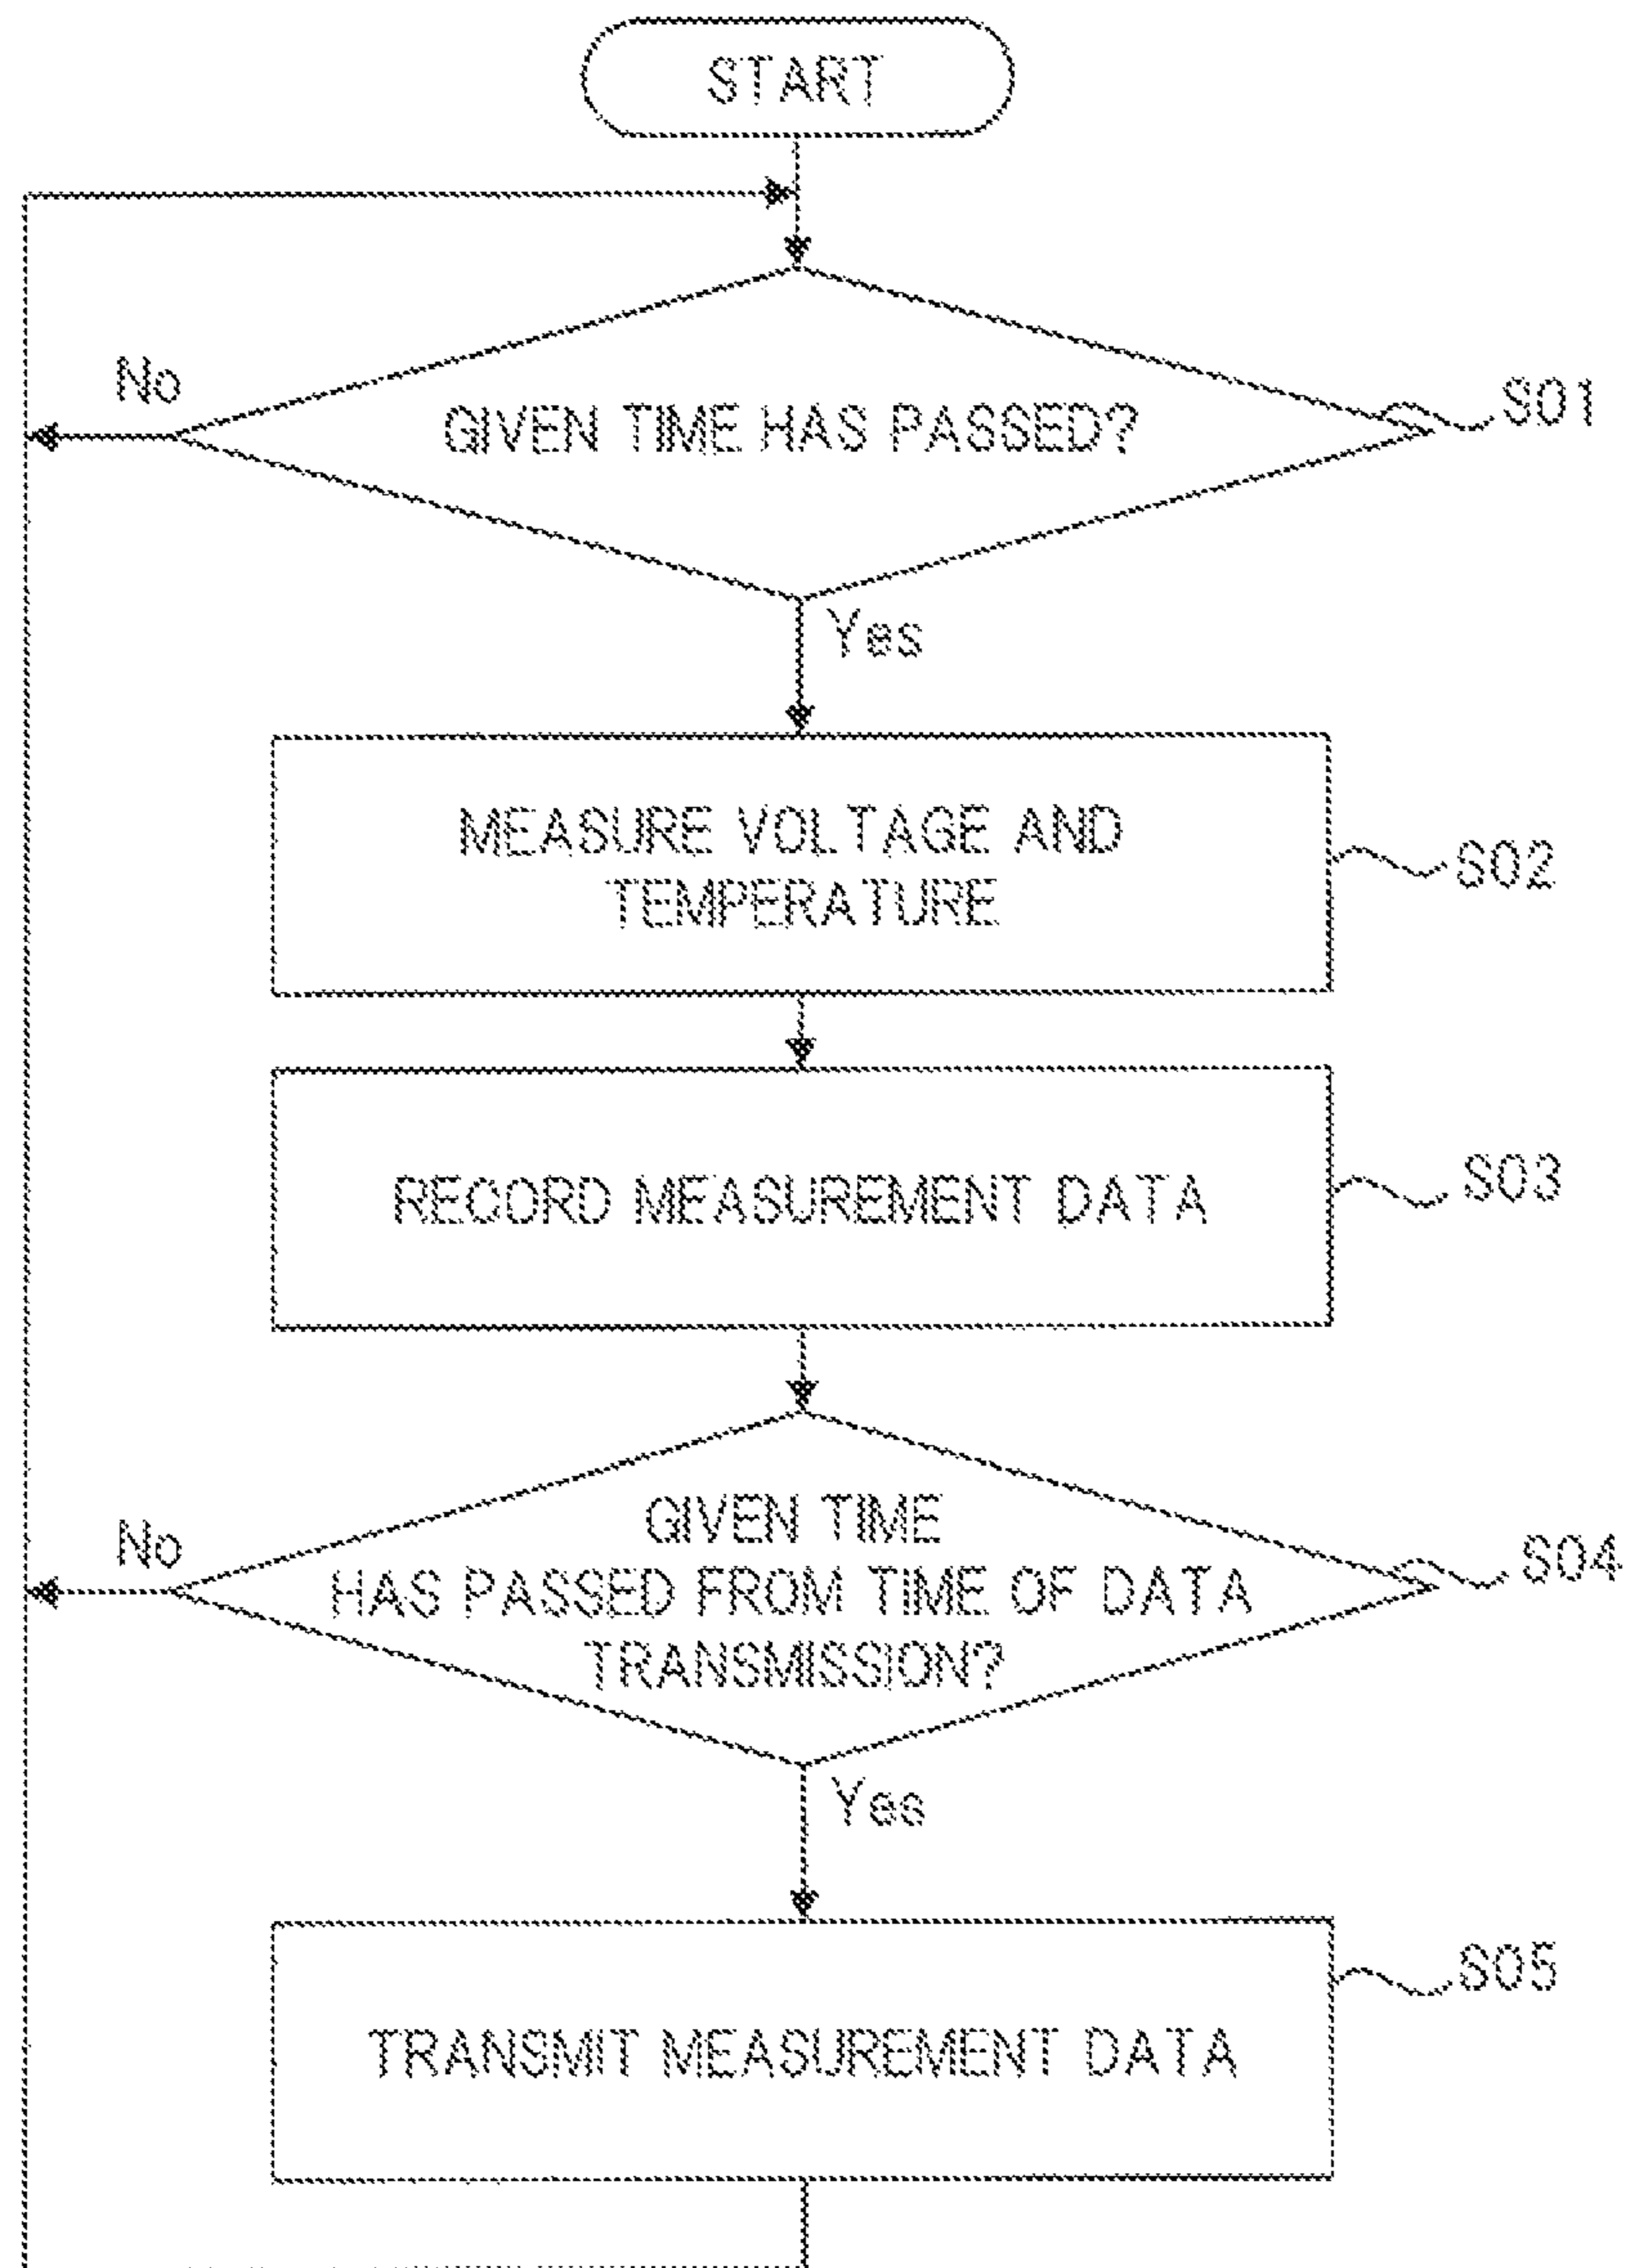 START
No
GIVEN TIME HAS PASSED?
S01
Yes
MEASURE VOLTAGE AND
TEMPERATURE
S02
RECORD MEASUREMENT DATA
S03
GIVEN TIME
No
HAS PASSED FROM TIME OF DATA
S04
TRANSMISSION?
Yes
S05
TRANSMIT MEASUREMENT DATA